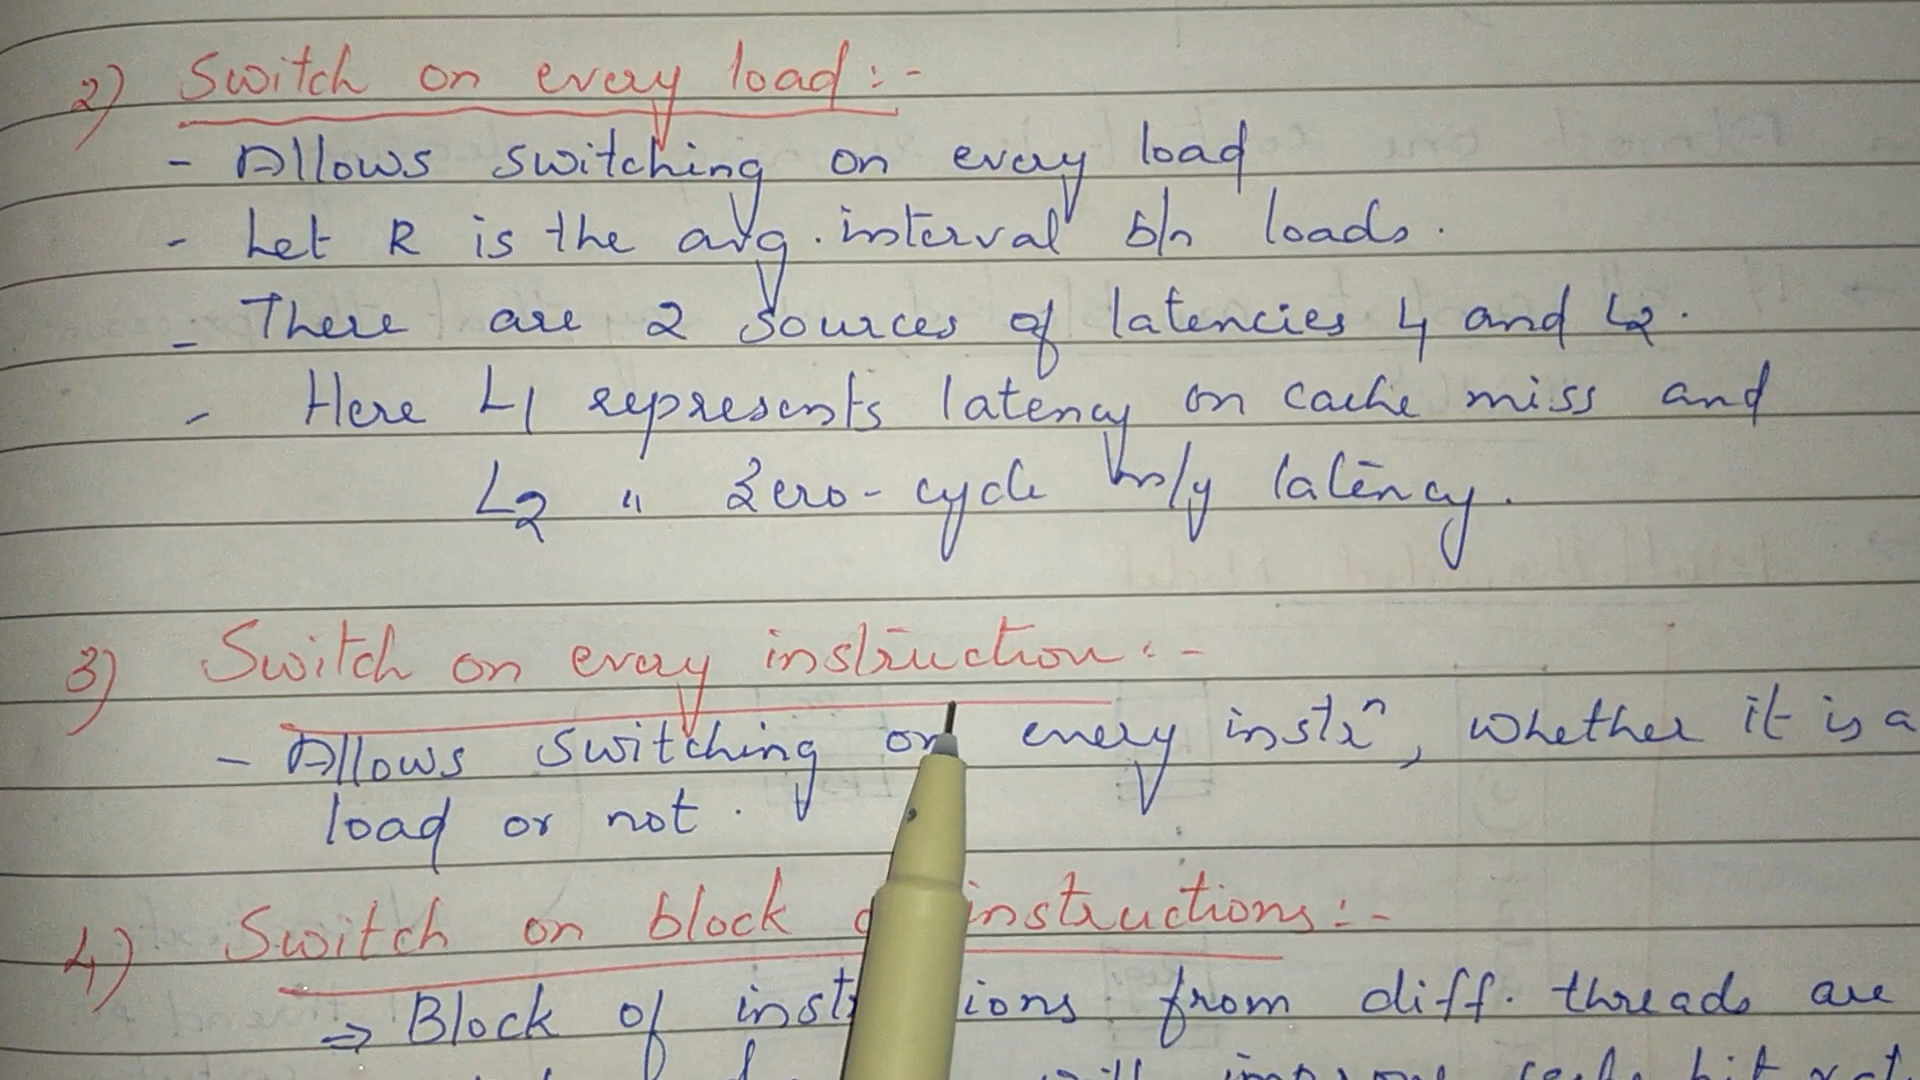 2) Switch on every load :-
- Allows switching on every load
- Let R is the avg. interval b/n loads.
- There are 2 sources of latencies L1 and L2.
- Here L1 represents latency on cache miss and
L2 " zero-cycle m/y latency.
3) Switch on every instruction :-
- Allows switching on every instrn, whether it is a
load or not.
4) Switch on block instructions :-
⇒ Block of instructions from diff. threads are